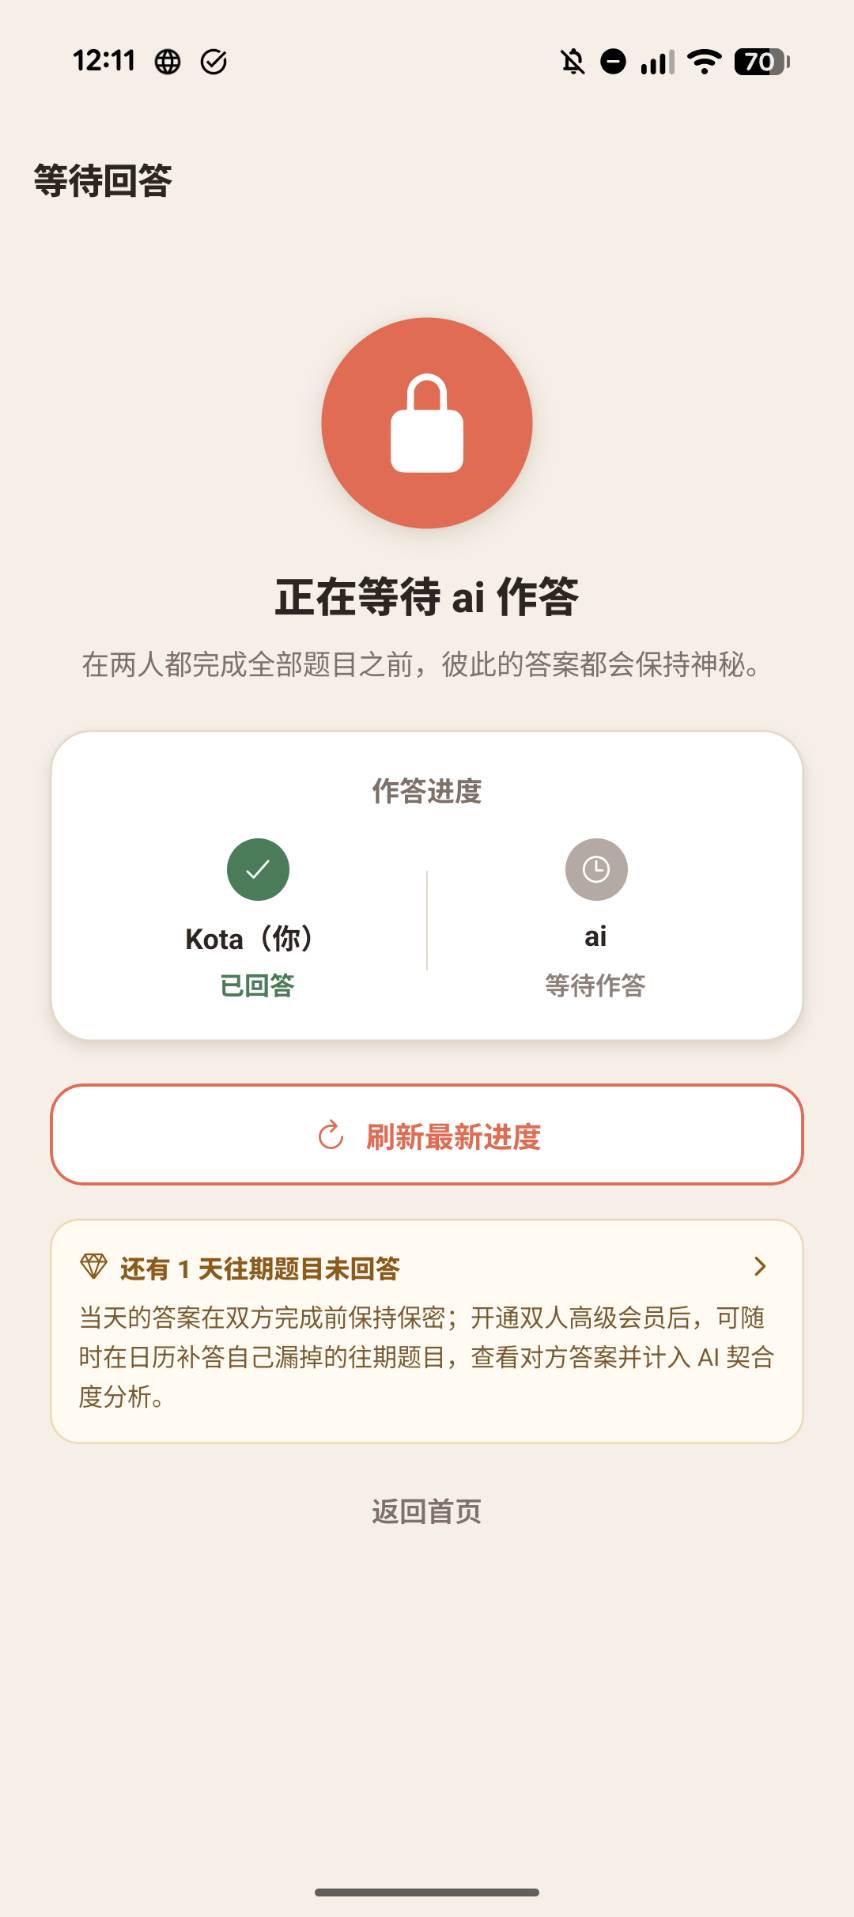 12:11
70
等待回答
正在等待 ai 作答
在两人都完成全部题目之前，彼此的答案都会保持神秘。
作答进度
Kota（你）
已回答
ai
等待作答
刷新最新进度
还有 1 天往期题目未回答
当天的答案在双方完成前保持保密；开通双人高级会员后，可随
时在日历补答自己漏掉的往期题目，查看对方答案并计入 AI 契合
度分析。
返回首页